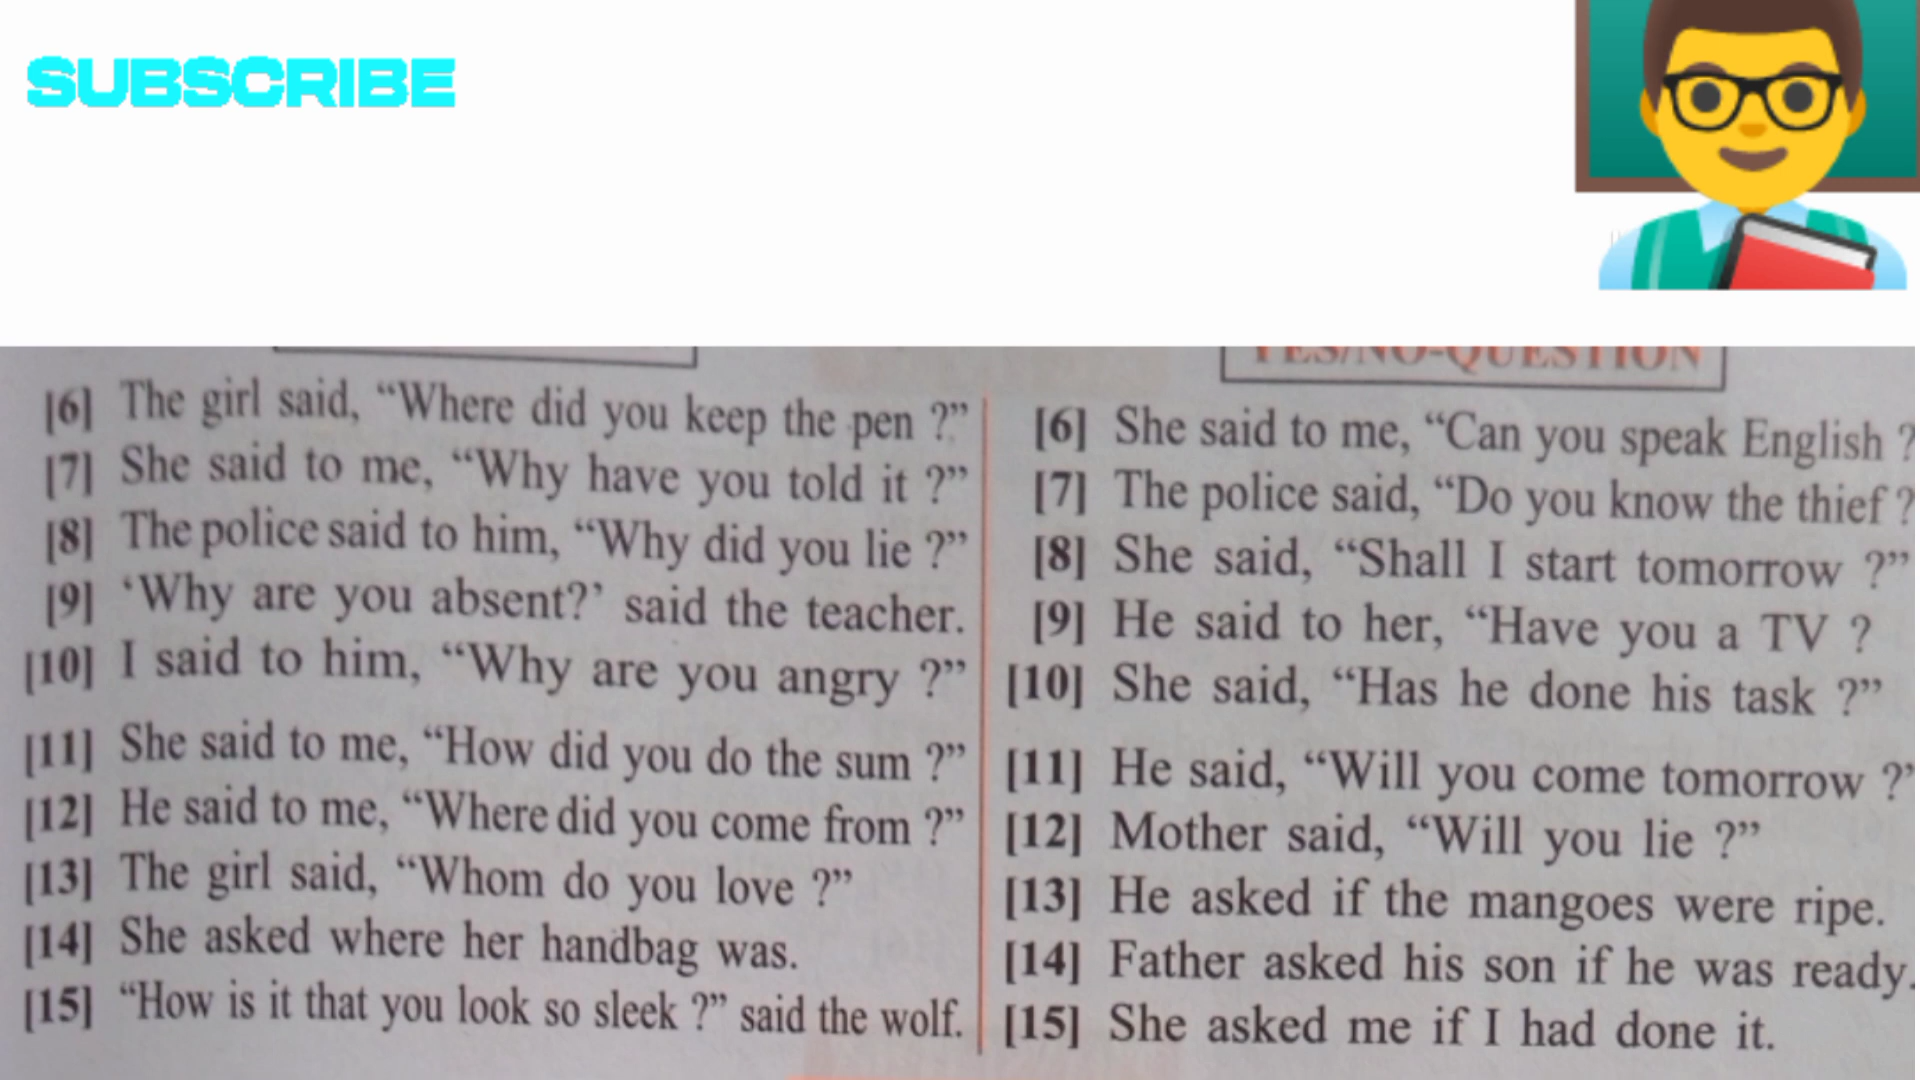 SUBSCRIBE
YES/NO-QUESTION
[6] The girl said, “Where did you keep the pen ?”
[7] She said to me, “Why have you told it ?”
[8] The police said to him, “Why did you lie ?”
[9] ‘Why are you absent?’ said the teacher.
[10] I said to him, “Why are you angry ?”
[11] She said to me, “How did you do the sum ?”
[12] He said to me, “Where did you come from ?”
[13] The girl said, “Whom do you love ?”
[14] She asked where her handbag was.
[15] “How is it that you look so sleek ?” said the wolf.
[6] She said to me, “Can you speak English ?
[7] The police said, “Do you know the thief ?
[8] She said, “Shall I start tomorrow ?”
[9] He said to her, “Have you a TV ?
[10] She said, “Has he done his task ?”
[11] He said, “Will you come tomorrow ?”
[12] Mother said, “Will you lie ?”
[13] He asked if the mangoes were ripe.
[14] Father asked his son if he was ready.
[15] She asked me if I had done it.